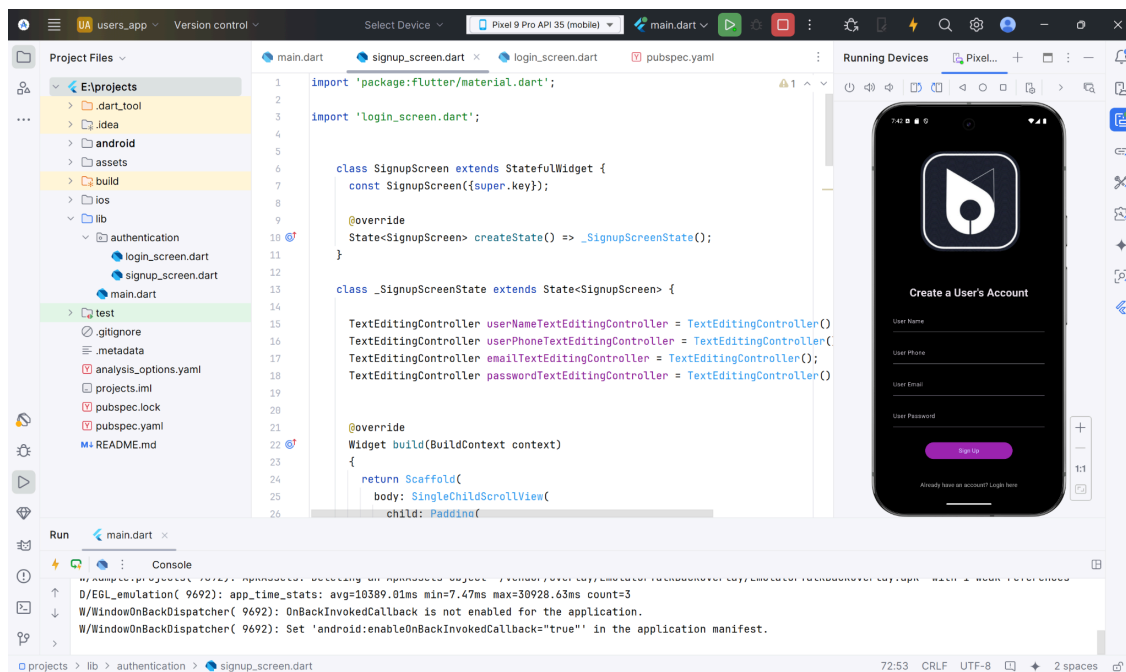 UA users_app Version control Select Device Pixel 9 Pro API 35 (mobile) main.dart
Project Files
E:\projects
.dart_tool
.idea
android
assets
build
ios
lib
authentication
login_screen.dart
signup_screen.dart
main.dart
test
.gitignore
.metadata
analysis_options.yaml
projects.iml
pubspec.lock
pubspec.yaml
M↓ README.md
main.dart signup_screen.dart login_screen.dart pubspec.yaml
1 import 'package:flutter/material.dart';
1
2
3 import 'login_screen.dart';
4
5
6 class SignupScreen extends StatefulWidget {
7 const SignupScreen({super.key});
8
9 @override
10 State<SignupScreen> createState() => _SignupScreenState();
11 }
12
13 class _SignupScreenState extends State<SignupScreen> {
14
15 TextEditingController userNameTextEditingController = TextEditingController()
16 TextEditingController userPhoneTextEditingController = TextEditingController(
17 TextEditingController emailTextEditingController = TextEditingController();
18 TextEditingController passwordTextEditingController = TextEditingController()
19
20
21 @override
22 Widget build(BuildContext context)
23 {
24 return Scaffold(
25 body: SingleChildScrollView(
26 child: Padding(
Running Devices Pixel...
7:42
Create a User's Account
User Name
User Phone
User Email
User Password
Sign Up
Already have an account? Login here
1:1
Run main.dart
Console
D/EGL_emulation( 9692): app_time_stats: avg=10389.01ms min=7.47ms max=30928.63ms count=3
W/WindowOnBackDispatcher( 9692): OnBackInvokedCallback is not enabled for the application.
W/WindowOnBackDispatcher( 9692): Set 'android:enableOnBackInvokedCallback="true"' in the application manifest.
projects > lib > authentication > signup_screen.dart 72:53 CRLF UTF-8 2 spaces